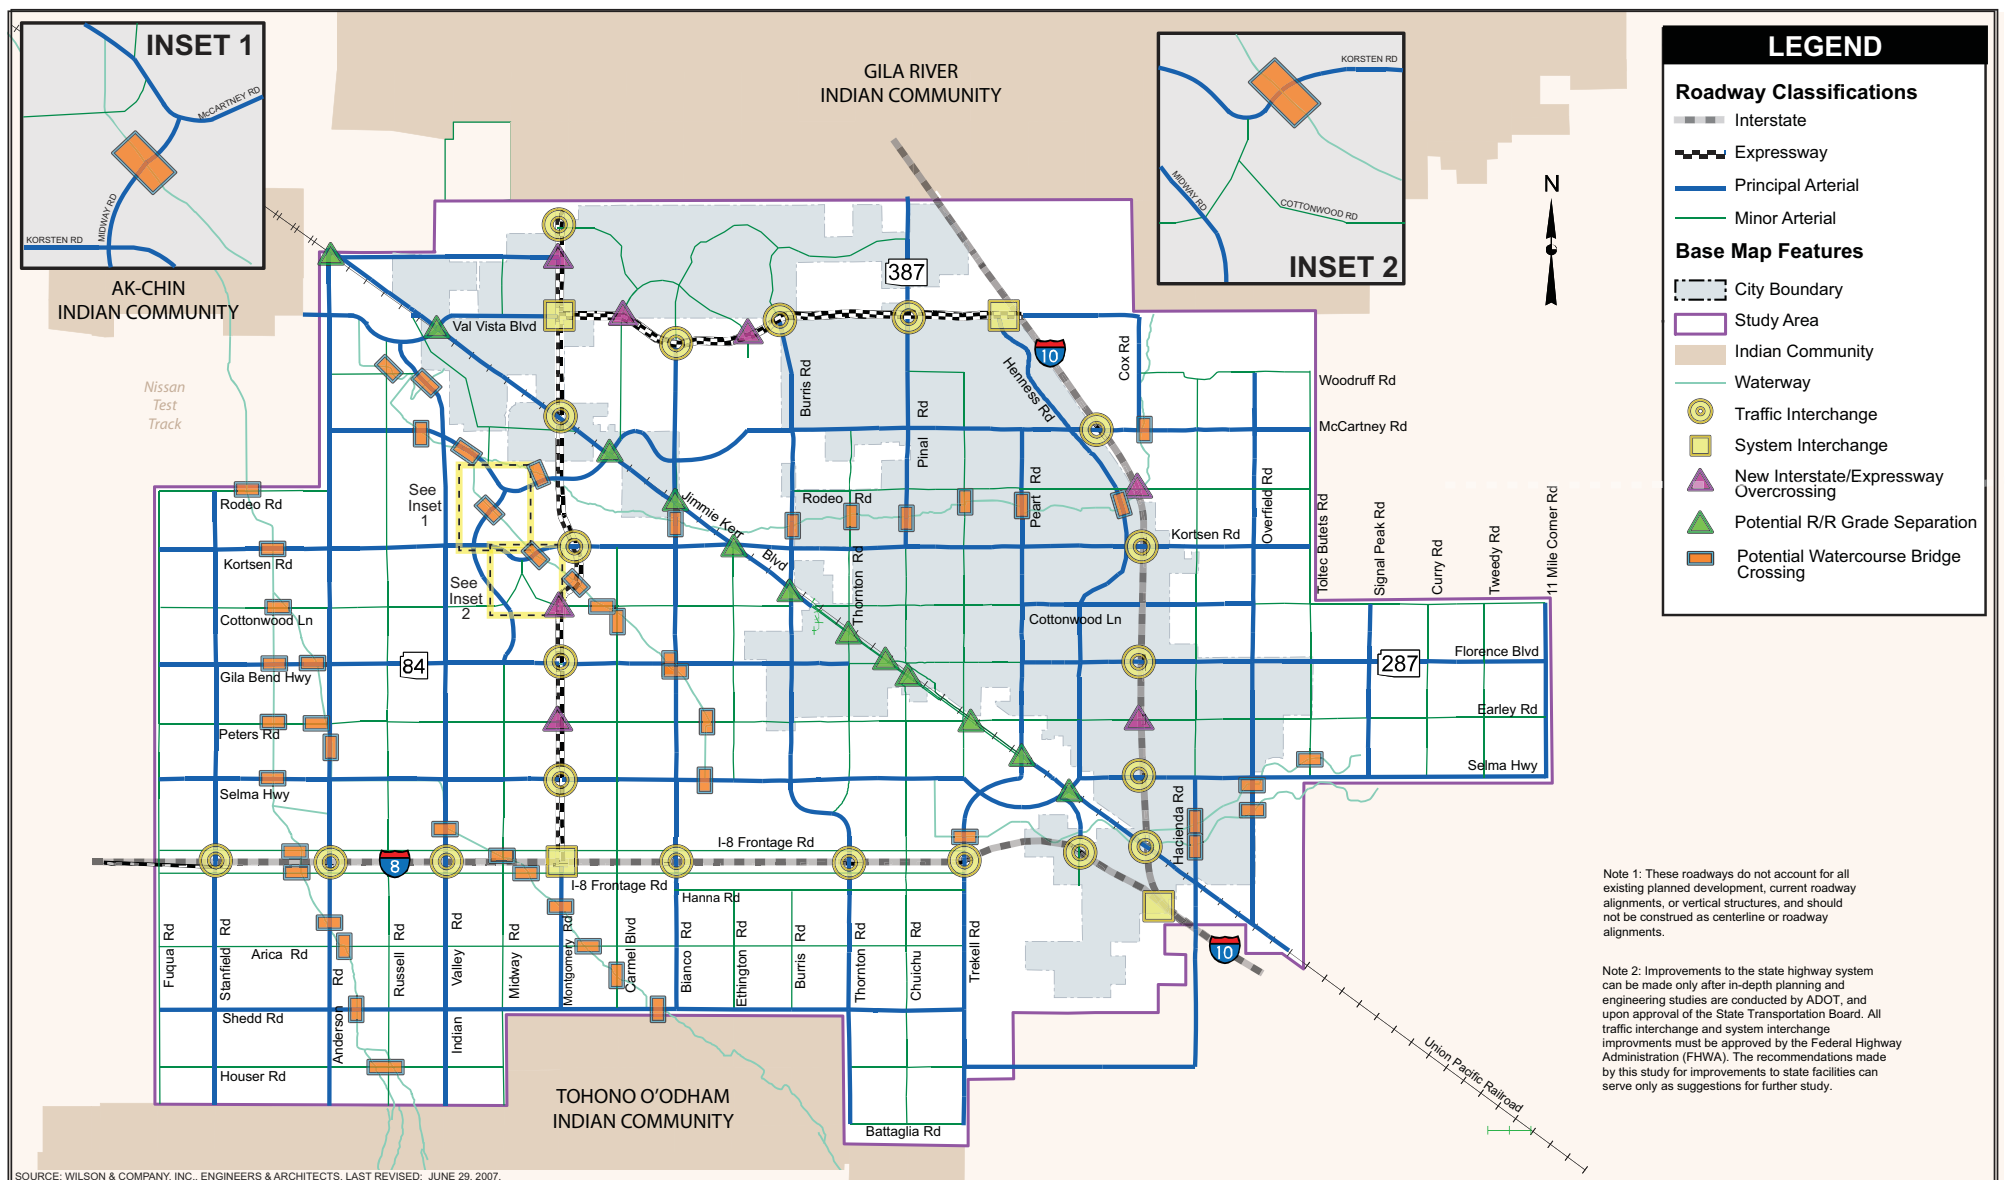 INSET 1
McCARTNEY RD
MIDWAY RD
KORSTEN RD
GILA RIVER
INDIAN COMMUNITY
KORSTEN RD
MIDWAY RD
COTTONWOOD RD
INSET 2
LEGEND
Roadway Classifications
Interstate
Expressway
Principal Arterial
Minor Arterial
Base Map Features
City Boundary
Study Area
Indian Community
Waterway
Traffic Interchange
System Interchange
New Interstate/Expressway
Overcrossing
Potential R/R Grade Separation
Potential Watercourse Bridge
Crossing
N
AK-CHIN
INDIAN COMMUNITY
Nissan
Test
Track
387
Val Vista Blvd
10
Cox Rd
Henness Rd
Burris Rd
Pinal Rd
Peart Rd
Woodruff Rd
McCartney Rd
Overfield Rd
Toltec Butets Rd
Signal Peak Rd
Curry Rd
Tweedy Rd
11 Mile Corner Rd
See
Inset
1
Rodeo Rd
Rodeo Rd
Jimmie Kerr Blvd
Kortsen Rd
Kortsen Rd
See
Inset
2
Thornton Rd
Cottonwood Ln
Cottonwood Ln
84
Gila Bend Hwy
Florence Blvd
287
Peters Rd
Earley Rd
Selma Hwy
Selma Hwy
Hacienda Rd
I-8 Frontage Rd
8
I-8 Frontage Rd
Hanna Rd
Fuqua Rd
Stanfield Rd
Arica Rd
Anderson Rd
Russell Rd
Indian Valley Rd
Midway Rd
Montgomery Rd
Carmel Blvd
Bianco Rd
Ethington Rd
Burris Rd
Thornton Rd
Chuichu Rd
Trekell Rd
10
Shedd Rd
Houser Rd
TOHONO O'ODHAM
INDIAN COMMUNITY
Battaglia Rd
Union Pacific Railroad
Note 1: These roadways do not account for all
existing planned development, current roadway
alignments, or vertical structures, and should
not be construed as centerline or roadway
alignments.
Note 2: Improvements to the state highway system
can be made only after in-depth planning and
engineering studies are conducted by ADOT, and
upon approval of the State Transportation Board. All
traffic interchange and system interchange
improvments must be approved by the Federal Highway
Administration (FHWA). The recommendations made
by this study for improvements to state facilities can
serve only as suggestions for further study.
SOURCE: WILSON & COMPANY, INC., ENGINEERS & ARCHITECTS. LAST REVISED: JUNE 29, 2007.